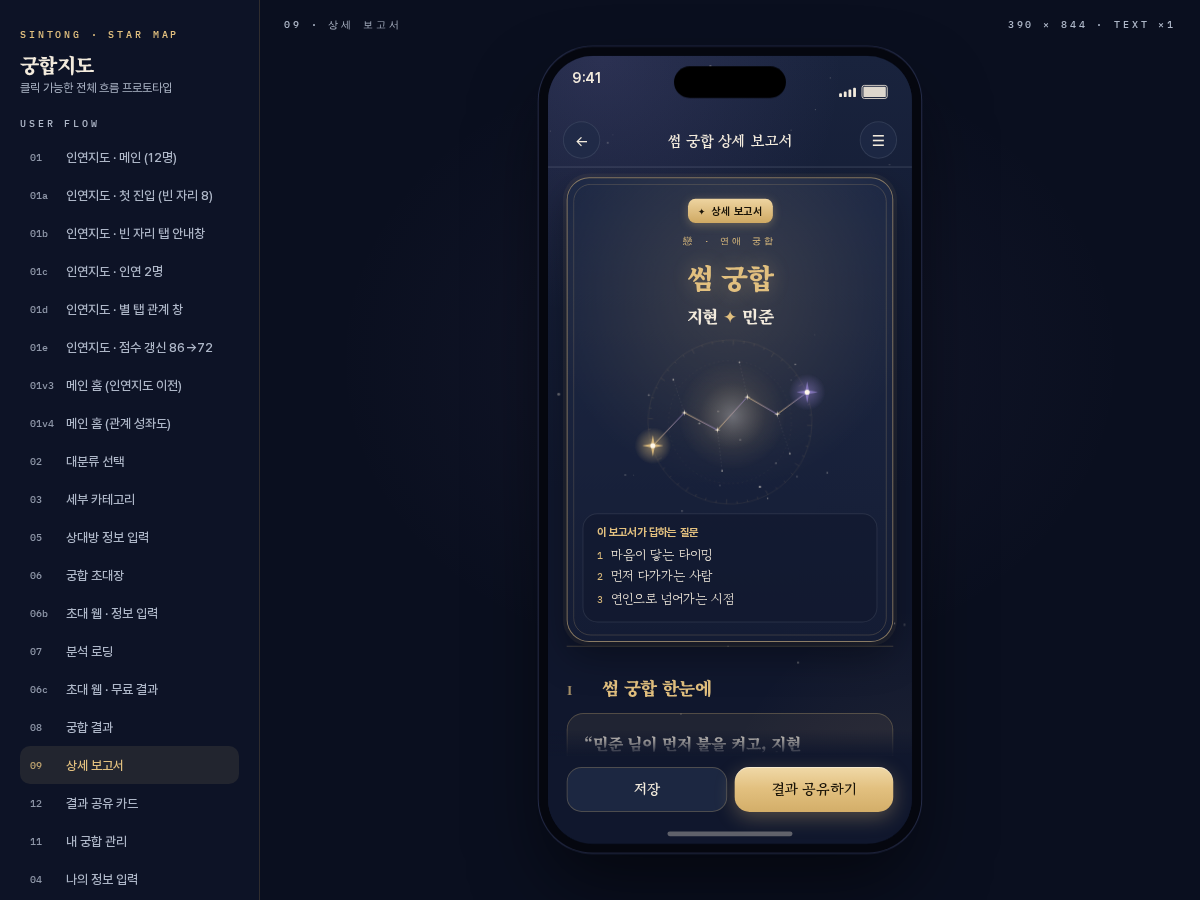 SINTONG · STAR MAP
궁합지도
클릭 가능한 전체 흐름 프로토타입
USER FLOW
01 인연지도 · 메인 (12명)
01a 인연지도 · 첫 진입 (빈 자리 8)
01b 인연지도 · 빈 자리 탭 안내창
01c 인연지도 · 인연 2명
01d 인연지도 · 별 탭 관계 창
01e 인연지도 · 점수 갱신 86→72
01v3 메인 홈 (인연지도 이전)
01v4 메인 홈 (관계 성좌도)
02 대분류 선택
03 세부 카테고리
05 상대방 정보 입력
06 궁합 초대장
06b 초대 웹 · 정보 입력
07 분석 로딩
06c 초대 웹 · 무료 결과
08 궁합 결과
09 상세 보고서
12 결과 공유 카드
11 내 궁합 관리
04 나의 정보 입력
09 · 상세 보고서
390 × 844 · TEXT ×1
9:41
← 썸 궁합 상세 보고서 ☰
✦ 상세 보고서
戀 · 연애 궁합
썸 궁합
지현 ✦ 민준
이 보고서가 답하는 질문
1 마음이 닿는 타이밍
2 먼저 다가가는 사람
3 연인으로 넘어가는 시점
I 썸 궁합 한눈에
“민준 님이 먼저 불을 켜고, 지현
저장
결과 공유하기